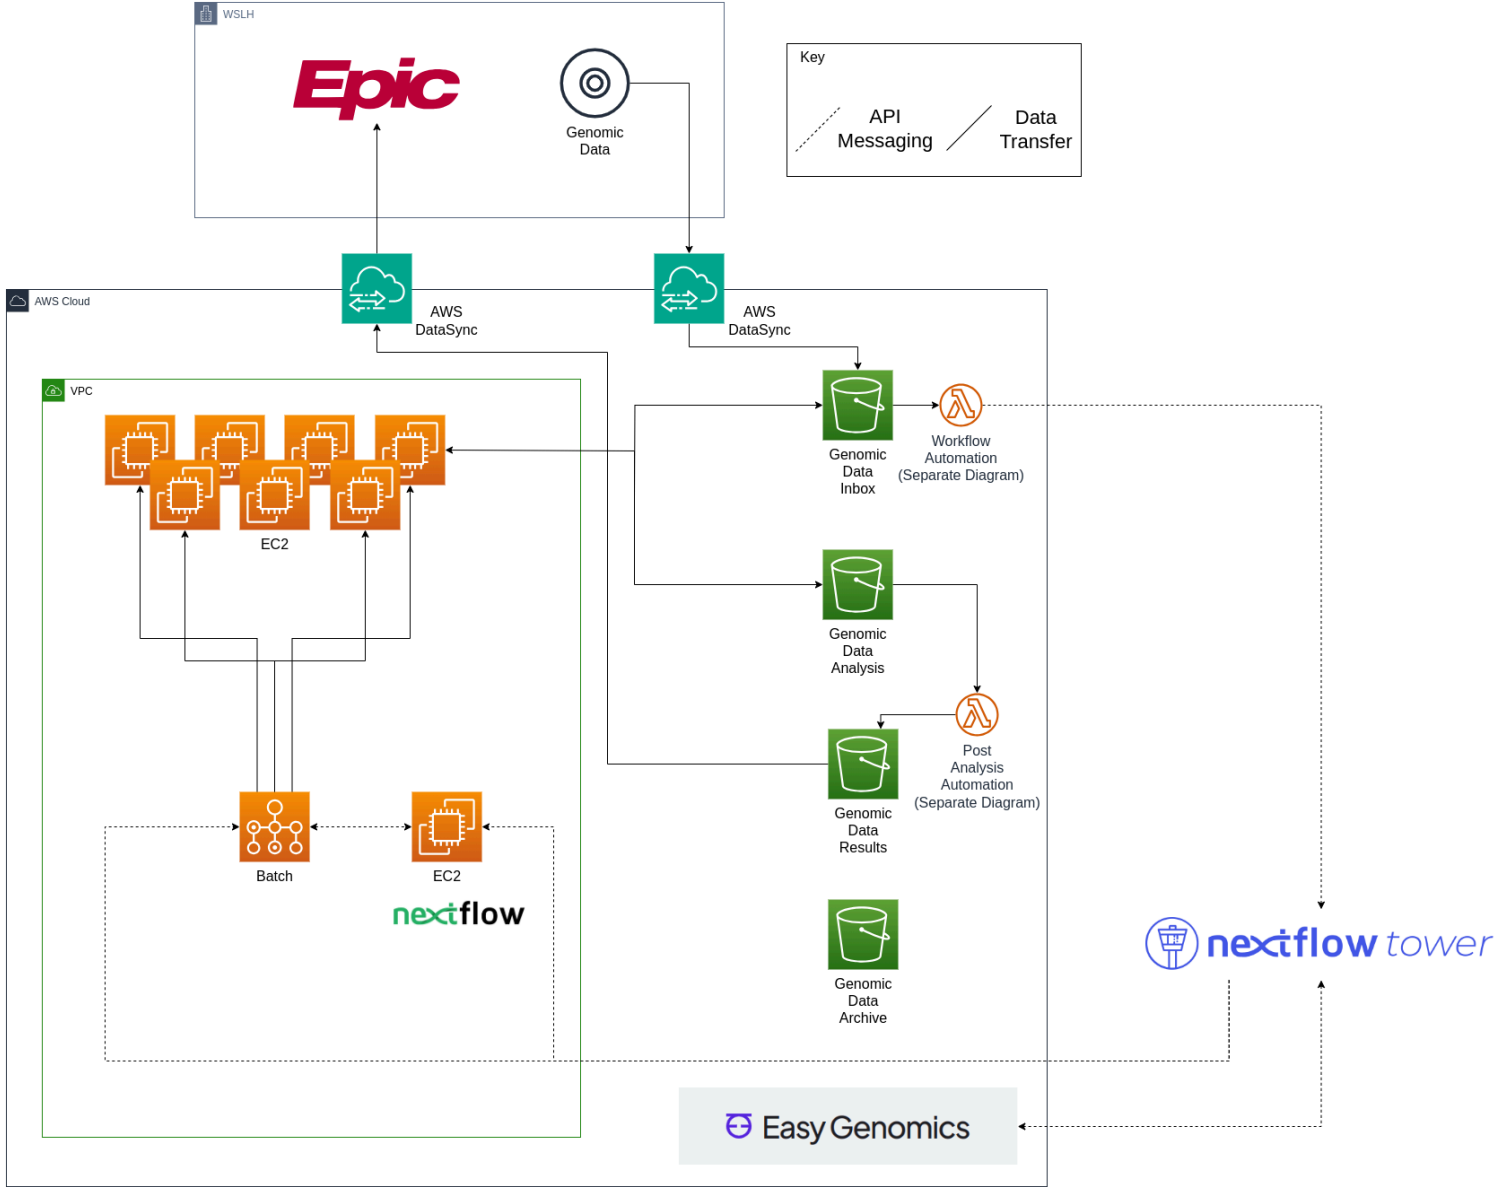 WSLH
Epic
Genomic
Data
Key
API
Messaging
Data
Transfer
AWS Cloud
AWS
DataSync
AWS
DataSync
VPC
EC2
Genomic
Data
Inbox
Workflow
Automation
(Separate Diagram)
Genomic
Data
Analysis
Post
Analysis
Automation
(Separate Diagram)
Genomic
Data
Results
Batch
EC2
nextflow
Genomic
Data
Archive
nextflow tower
Easy Genomics